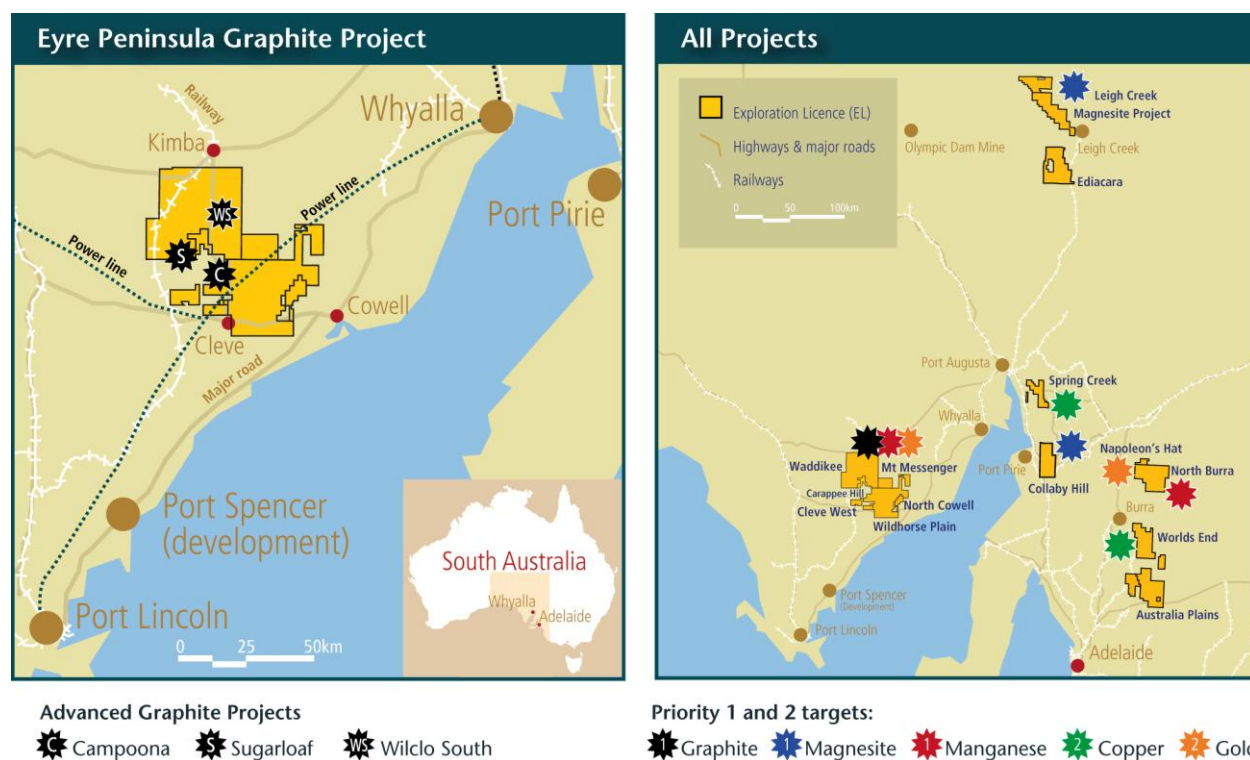 Eyre Peninsula Graphite Project
Railway
Whyalla
Kimba
Power line
WS
Port Pirie
Power line
S
C
Cowell
Cleve
Major road
Port Spencer
(development)
South Australia
Whyalla
Adelaide
Port Lincoln
0 25 50km
Advanced Graphite Projects
C Campoona S Sugarloaf WS Wilclo South
All Projects
Exploration Licence (EL)
Highways & major roads
Railways
0 50 100km
Leigh Creek
Magnesite Project
Olympic Dam Mine
Leigh Creek
Ediacara
Port Augusta
Spring Creek
Whyalla
Napoleon's Hat
Waddikee
Mt Messenger
Port Pirie
North Burra
Collaby Hill
Carappee Hill
North Cowell
Cleve West
Burra
Wildhorse Plain
Worlds End
Port Spencer
(Development)
Australia Plains
Port Lincoln
Adelaide
Priority 1 and 2 targets:
1 Graphite 1 Magnesite 1 Manganese 2 Copper 2 Gold